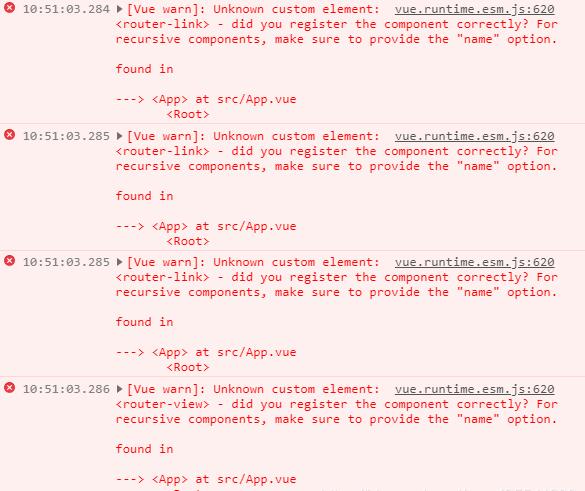 10:51:03.284 ▶[Vue warn]: Unknown custom element: vue.runtime.esm.js:620
<router-link> - did you register the component correctly? For
recursive components, make sure to provide the "name" option.
found in
---> <App> at src/App.vue
<Root>
10:51:03.285 ▶[Vue warn]: Unknown custom element: vue.runtime.esm.js:620
<router-link> - did you register the component correctly? For
recursive components, make sure to provide the "name" option.
found in
---> <App> at src/App.vue
<Root>
10:51:03.285 ▶[Vue warn]: Unknown custom element: vue.runtime.esm.js:620
<router-link> - did you register the component correctly? For
recursive components, make sure to provide the "name" option.
found in
---> <App> at src/App.vue
<Root>
10:51:03.286 ▶[Vue warn]: Unknown custom element: vue.runtime.esm.js:620
<router-view> - did you register the component correctly? For
recursive components, make sure to provide the "name" option.
found in
---> <App> at src/App.vue